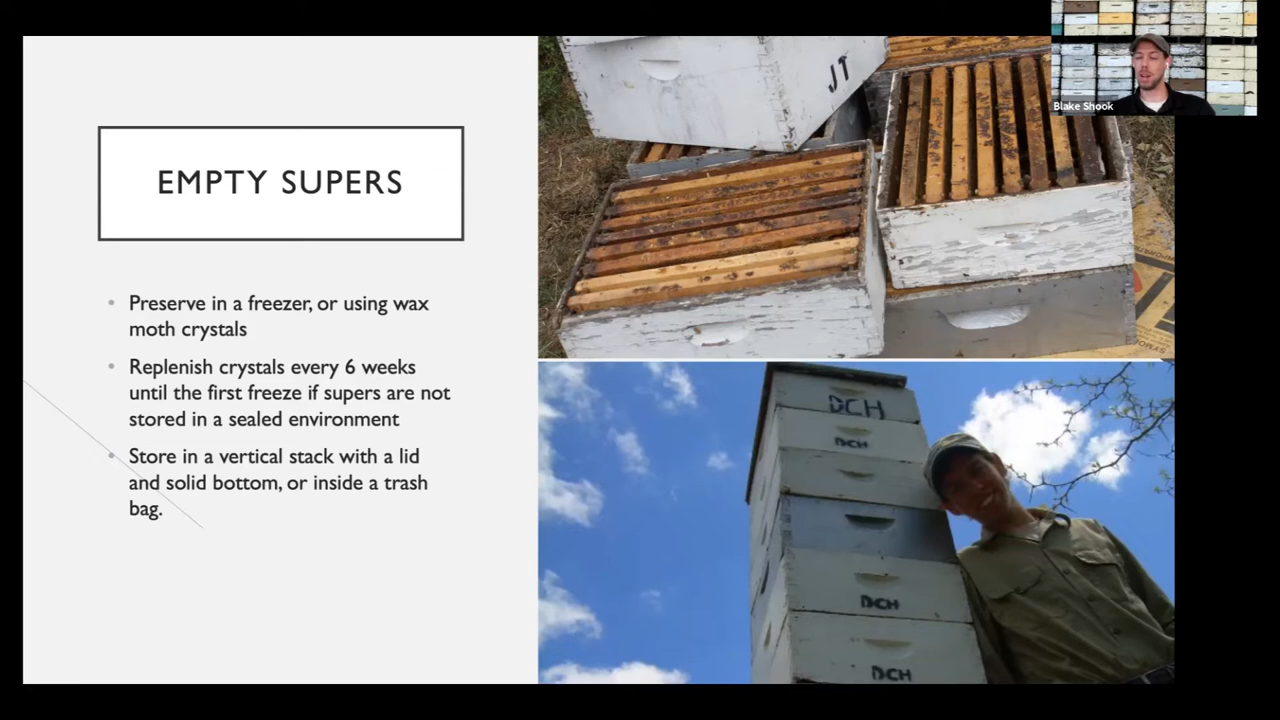 EMPTY SUPERS
Preserve in a freezer, or using wax
moth crystals
Replenish crystals every 6 weeks
until the first freeze if supers are not
stored in a sealed environment
Store in a vertical stack with a lid
and solid bottom, or inside a trash
bag.
JT
Blake Shook
DCH
DCH
DCH
DCH